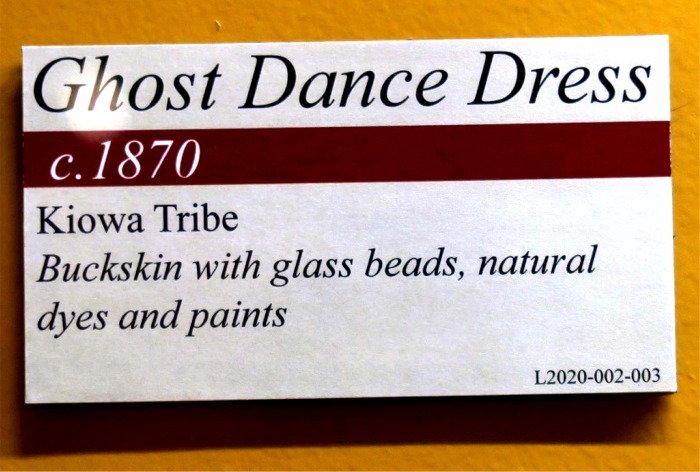 Ghost Dance Dress
c.1870
Kiowa Tribe
Buckskin with glass beads, natural
dyes and paints
L2020-002-003